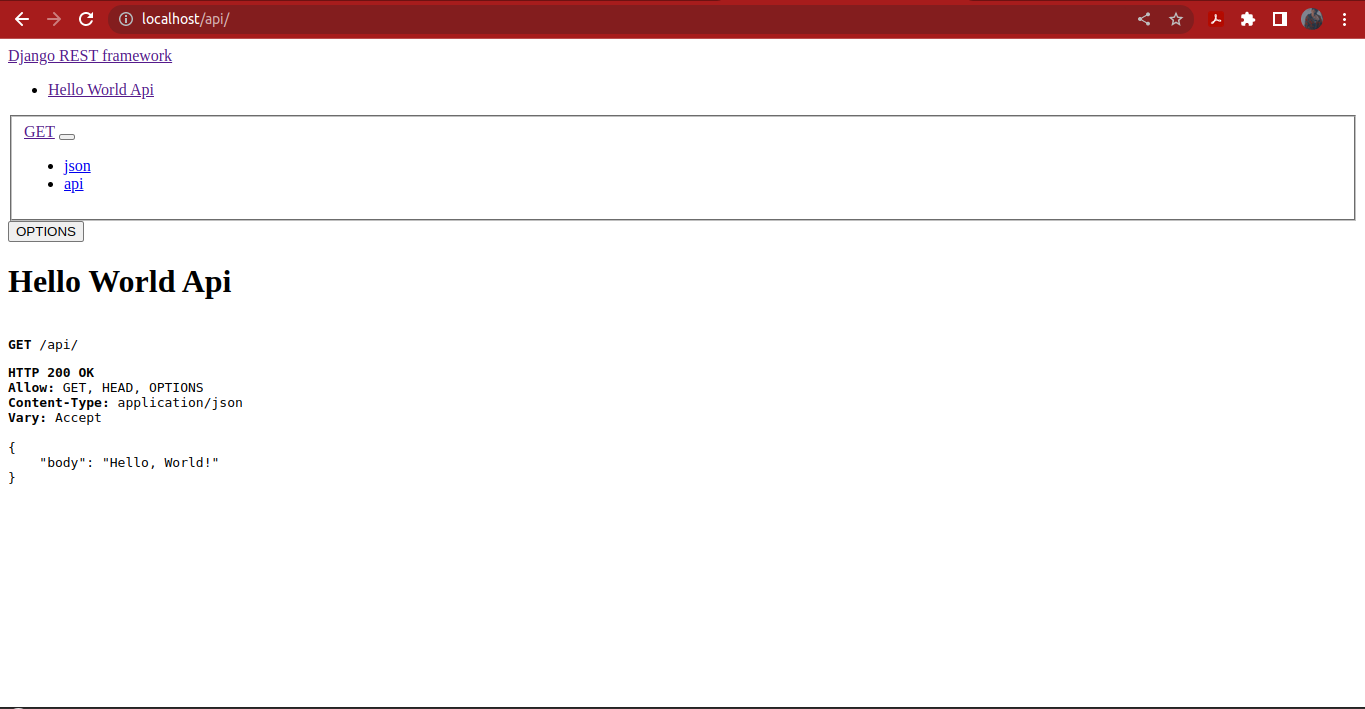 localhost/api/
Django REST framework
Hello World Api
GET
json
api
OPTIONS
Hello World Api
GET /api/
HTTP 200 OK
Allow: GET, HEAD, OPTIONS
Content-Type: application/json
Vary: Accept
{
    "body": "Hello, World!"
}